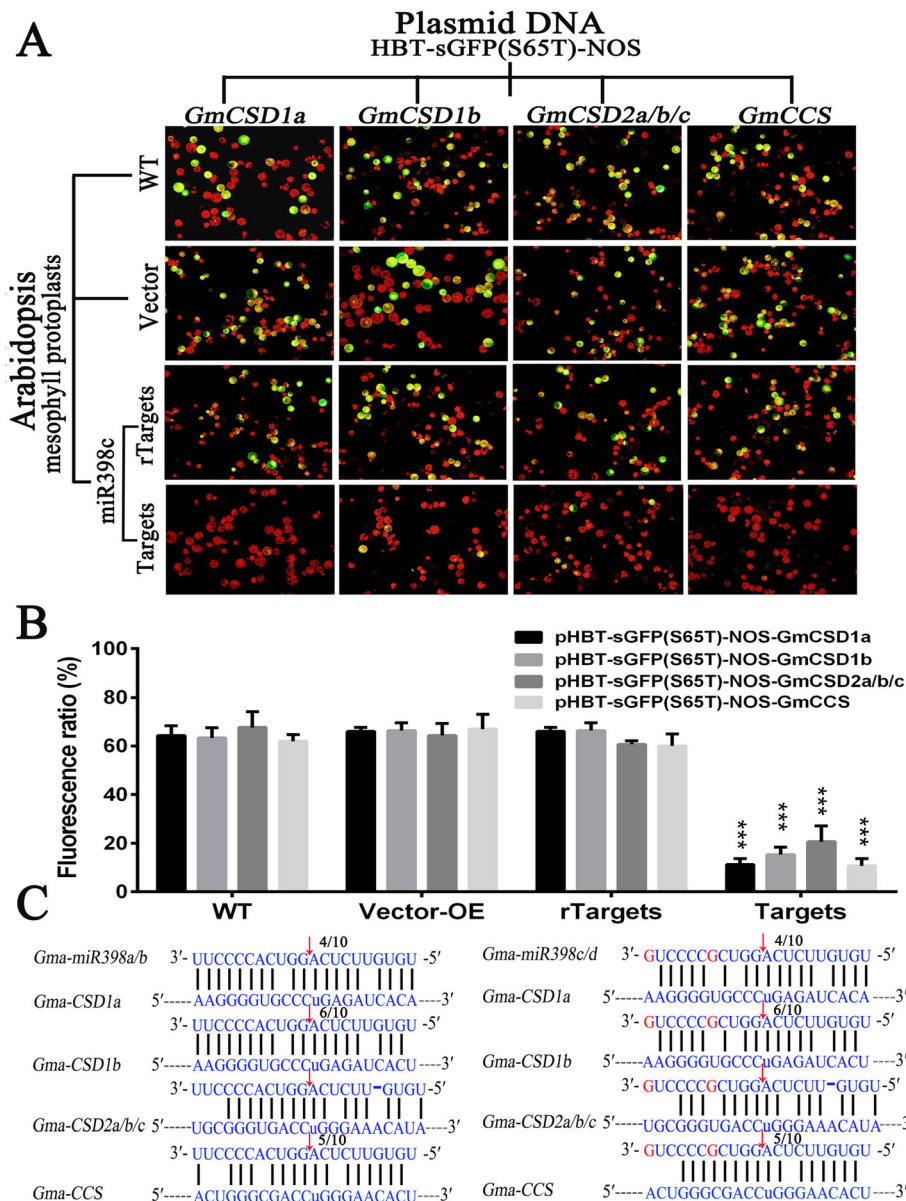 A
Plasmid DNA
HBT-sGFP(S65T)-NOS
GmCSD1a GmCSD1b GmCSD2a/b/c GmCCS
Arabidopsis
mesophyll protoplasts
WT
Vector
miR398c
rTargets
Targets
B
Fluorescence ratio (%)
100
80
60
40
20
0
pHBT-sGFP(S65T)-NOS-GmCSD1a
pHBT-sGFP(S65T)-NOS-GmCSD1b
pHBT-sGFP(S65T)-NOS-GmCSD2a/b/c
pHBT-sGFP(S65T)-NOS-GmCCS
*** *** *** ***
WT Vector-OE rTargets Targets
C
4/10
Gma-miR398a/b 3'- UUCCCCACUGGACUCUUGUGU -5'
Gma-CSD1a 5'-----AAGGGGUGCCCuGAGAUCACA----3'
6/10
3'- UUCCCCACUGGACUCUUGUGU -5'
Gma-CSD1b 5'-----AAGGGGUGCCCuGAGAUCACU----3'
3'- UUCCCCACUGGACUCUU-GUGU -5'
Gma-CSD2a/b/c 5'-----UGCGGGUGACCuGGGAAACAUA----3'
5/10
3'- UUCCCCACUGGACUCUUGUGU -5'
Gma-CCS 5'-----ACUGGGCGACCuGGGAACACU----3'
4/10
Gma-miR398c/d 3'- GUCCCCGCUGGACUCUUGUGU -5'
Gma-CSD1a 5'-----AAGGGGUGCCCuGAGAUCACA----3'
6/10
3'- GUCCCCGCUGGACUCUUGUGU -5'
Gma-CSD1b 5'-----AAGGGGUGCCCuGAGAUCACU----3'
3'- GUCCCCGCUGGACUCUU-GUGU -5'
Gma-CSD2a/b/c 5'-----UGCGGGUGACCuGGGAAACAUA----3'
5/10
3'- GUCCCCGCUGGACUCUUGUGU -5'
Gma-CCS 5'-----ACUGGGCGACCuGGGAACACU----3'